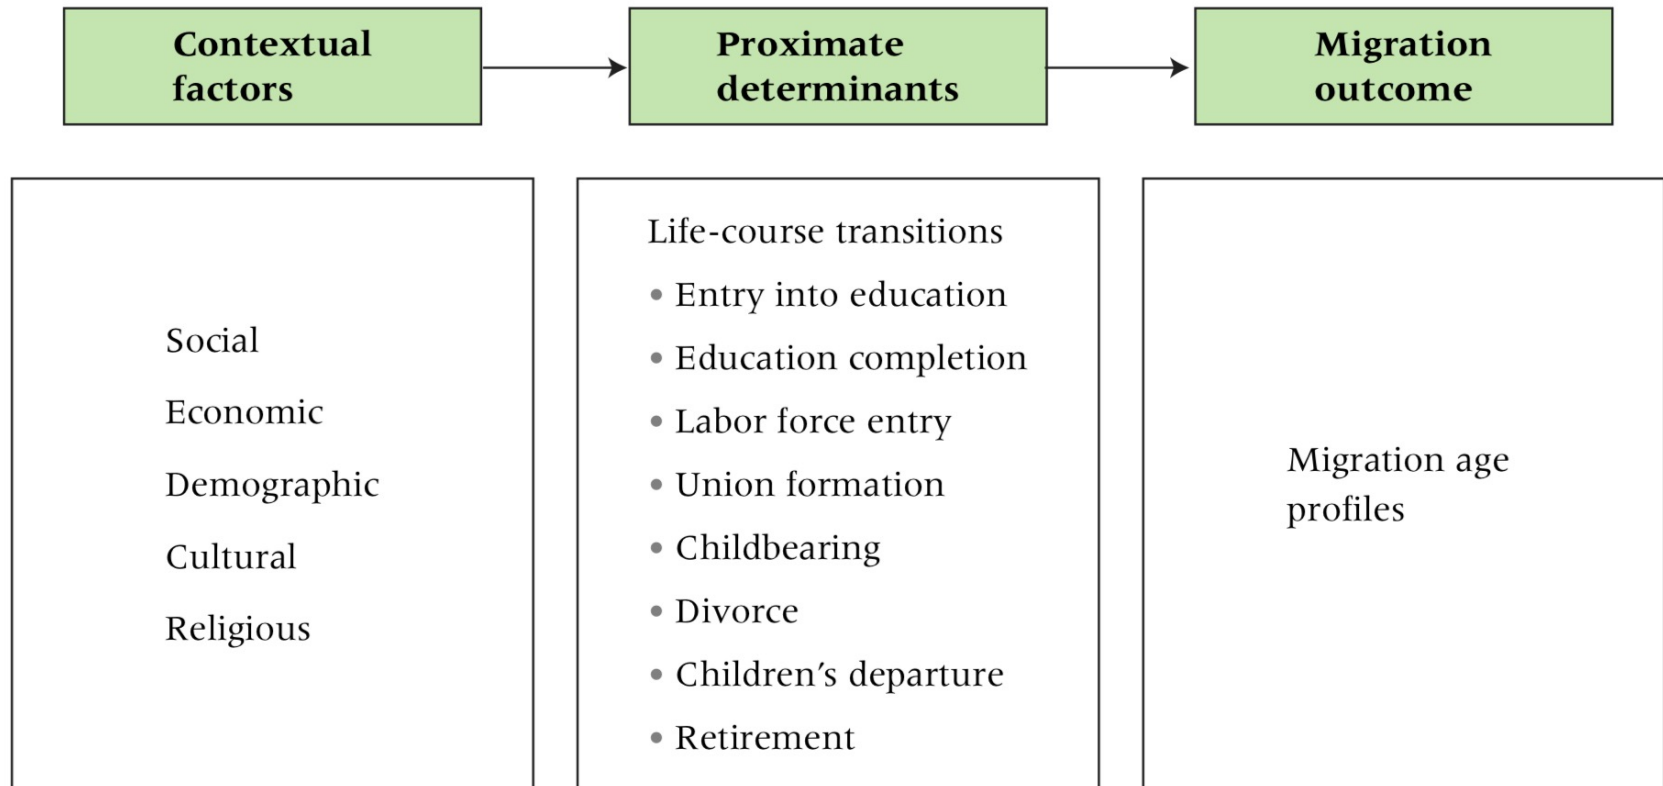 Contextual
factors
Proximate
determinants
Migration
outcome
Social
Economic
Demographic
Cultural
Religious
Life-course transitions
• Entry into education
• Education completion
• Labor force entry
• Union formation
• Childbearing
• Divorce
• Children’s departure
• Retirement
Migration age
profiles